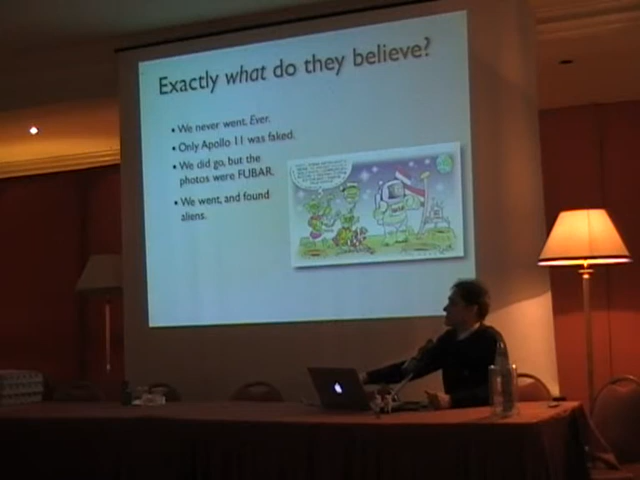 Exactly what do they believe?
• We never went. Ever.
• Only Apollo 11 was faked.
• We did go, but the
photos were FUBAR.
• We went, and found
aliens.